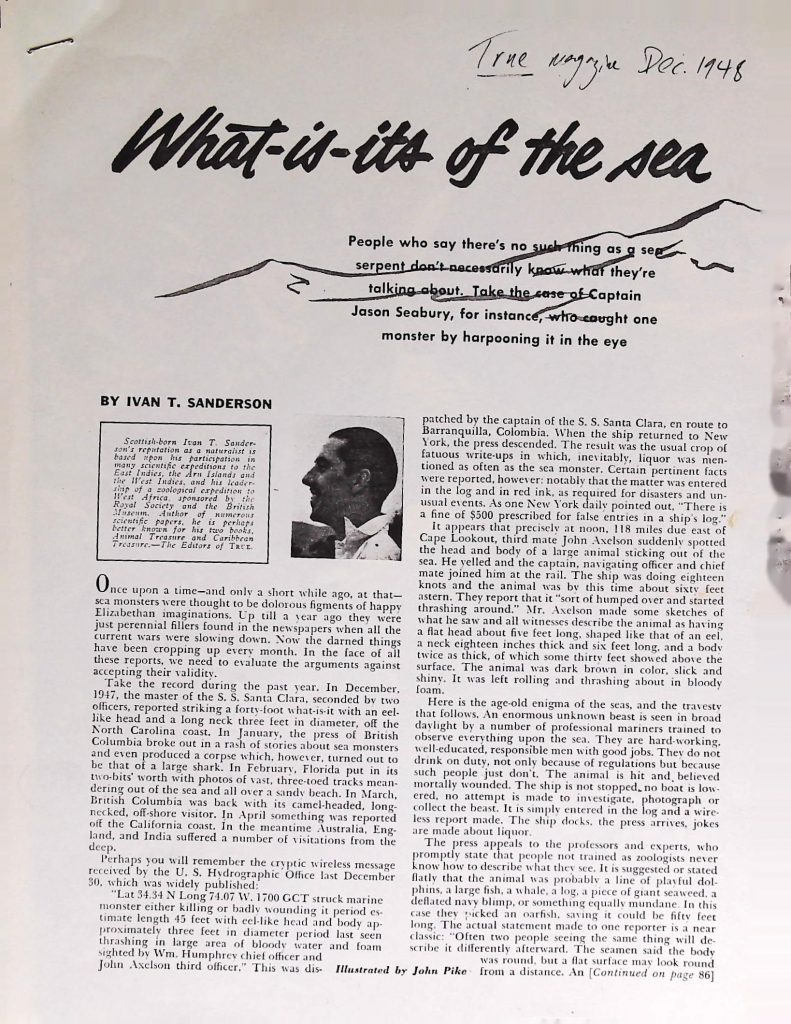 True magazine Dec. 1948
What-is-its of the sea
People who say there's no such thing as a sea
serpent don't necessarily know what they're
talking about. Take the case of Captain
Jason Seabury, for instance, who caught one
monster by harpooning it in the eye
BY IVAN T. SANDERSON
Scottish-born Ivan T. Sander-
son's reputation as a naturalist is
based upon his participation in
many scientific expeditions to the
East Indies, the Aru Islands and
the West Indies, and his leader-
ship of a zoological expedition to
West Africa, sponsored by the
Royal Society and the British
Museum. Author of numerous
scientific papers, he is perhaps
better known for his two books,
Animal Treasure and Caribbean
Treasure.—The Editors of TRUE.
Once upon a time—and only a short while ago, at that—
sea monsters were thought to be dolorous figments of happy
Elizabethan imaginations. Up till a year ago they were
just perennial fillers found in the newspapers when all the
current wars were slowing down. Now the darned things
have been cropping up every month. In the face of all
these reports, we need to evaluate the arguments against
accepting their validity.
Take the record during the past year. In December,
1947, the master of the S. S. Santa Clara, seconded by two
officers, reported striking a forty-foot what-is-it with an eel-
like head and a long neck three feet in diameter, off the
North Carolina coast. In January, the press of British
Columbia broke out in a rash of stories about sea monsters
and even produced a corpse which, however, turned out to
be that of a large shark. In February, Florida put in its
two-bits' worth with photos of vast, three-toed tracks mean-
dering out of the sea and all over a sandy beach. In March,
British Columbia was back with its camel-headed, long-
necked, off-shore visitor. In April something was reported
off the California coast. In the meantime Australia, Eng-
land, and India suffered a number of visitations from the
deep.
Perhaps you will remember the cryptic wireless message
received by the U. S. Hydrographic Office last December
30, which was widely published:
"Lat 34.34 N Long 74.07 W. 1700 GCT struck marine
monster either killing or badly wounding it period es-
timate length 45 feet with eel-like head and body ap-
proximately three feet in diameter period last seen
thrashing in large area of bloody water and foam
sighted by Wm. Humphrey chief officer and
John Axelson third officer." This was dis-
Illustrated by John Pike
patched by the captain of the S. S. Santa Clara, en route to
Barranquilla, Colombia. When the ship returned to New
York, the press descended. The result was the usual crop of
fatuous write-ups in which, inevitably, liquor was men-
tioned as often as the sea monster. Certain pertinent facts
were reported, however: notably that the matter was entered
in the log and in red ink, as required for disasters and un-
usual events. As one New York daily pointed out, "There is
a fine of $500 prescribed for false entries in a ship's log."
It appears that precisely at noon, 118 miles due east of
Cape Lookout, third mate John Axelson suddenly spotted
the head and body of a large animal sticking out of the
sea. He yelled and the captain, navigating officer and chief
mate joined him at the rail. The ship was doing eighteen
knots and the animal was by this time about sixty feet
astern. They report that it "sort of humped over and started
thrashing around." Mr. Axelson made some sketches of
what he saw and all witnesses describe the animal as having
a flat head about five feet long, shaped like that of an eel,
a neck eighteen inches thick and six feet long, and a body
twice as thick, of which some thirty feet showed above the
surface. The animal was dark brown in color, slick and
shiny. It was left rolling and thrashing about in bloody
foam.
Here is the age-old enigma of the seas, and the travesty
that follows. An enormous unknown beast is seen in broad
daylight by a number of professional mariners trained to
observe everything upon the sea. They are hard-working,
well-educated, responsible men with good jobs. They do not
drink on duty, not only because of regulations but because
such people just don't. The animal is hit and believed
mortally wounded. The ship is not stopped, no boat is low-
ered, no attempt is made to investigate, photograph or
collect the beast. It is simply entered in the log and a wire-
less report made. The ship docks, the press arrives, jokes
are made about liquor.
The press appeals to the professors and experts, who
promptly state that people not trained as zoologists never
know how to describe what they see. It is suggested or stated
flatly that the animal was probably a line of playful dol-
phins, a large fish, a whale, a log, a piece of giant seaweed, a
deflated navy blimp, or something equally mundane. In this
case they picked an oarfish, saying it could be fifty feet
long. The actual statement made to one reporter is a near
classic: "Often two people seeing the same thing will de-
scribe it differently afterward. The seamen said the body
was round, but a flat surface may look round
from a distance. An [Continued on page 86]